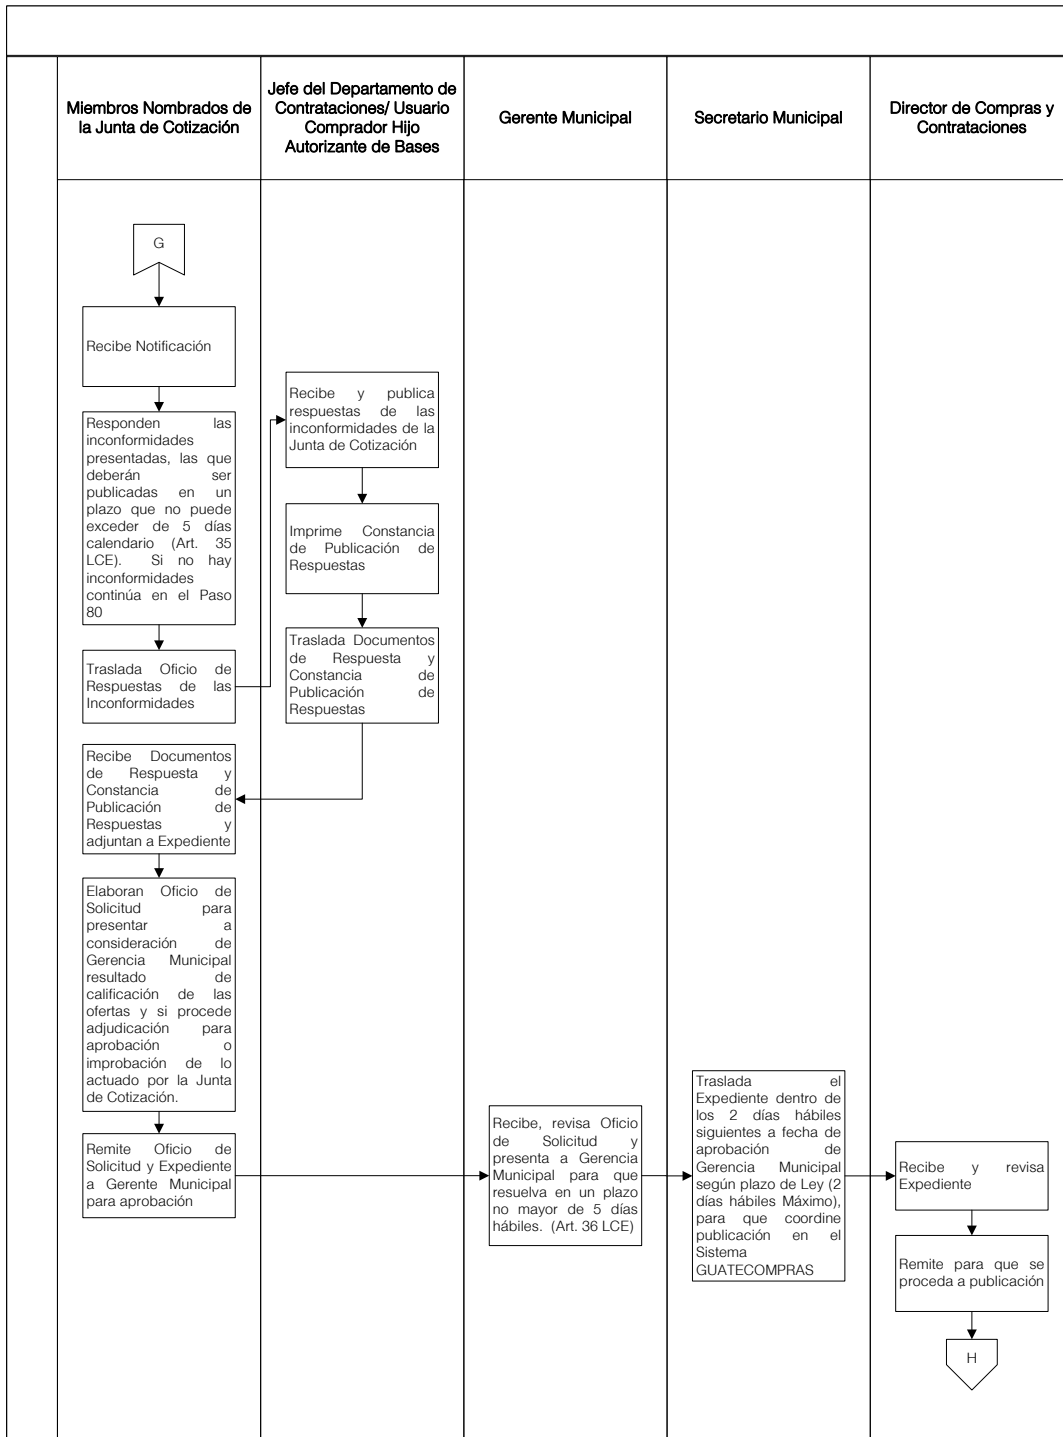 Miembros Nombrados de
la Junta de Cotización
Jefe del Departamento de
Contrataciones/ Usuario
Comprador Hijo
Autorizante de Bases
Gerente Municipal
Secretario Municipal
Director de Compras y
Contrataciones
G
Recibe Notificación
Responden las
inconformidades
presentadas, las que
deberán ser
publicadas en un
plazo que no puede
exceder de 5 días
calendario (Art. 35
LCE). Si no hay
inconformidades
continúa en el Paso
80
Traslada Oficio de
Respuestas de las
Inconformidades
Recibe y publica
respuestas de las
inconformidades de la
Junta de Cotización
Imprime Constancia
de Publicación de
Respuestas
Traslada Documentos
de Respuesta y
Constancia de
Publicación de
Respuestas
Recibe Documentos
de Respuesta y
Constancia de
Publicación de
Respuestas y
adjuntan a Expediente
Elaboran Oficio de
Solicitud para
presentar a
consideración de
Gerencia Municipal
resultado de
calificación de las
ofertas y si procede
adjudicación para
aprobación o
improbación de lo
actuado por la Junta
de Cotización.
Remite Oficio de
Solicitud y Expediente
a Gerente Municipal
para aprobación
Recibe, revisa Oficio
de Solicitud y
presenta a Gerencia
Municipal para que
resuelva en un plazo
no mayor de 5 días
hábiles. (Art. 36 LCE)
Traslada el
Expediente dentro de
los 2 días hábiles
siguientes a fecha de
aprobación de
Gerencia Municipal
según plazo de Ley (2
días hábiles Máximo),
para que coordine
publicación en el
Sistema
GUATECOMPRAS
Recibe y revisa
Expediente
Remite para que se
proceda a publicación
H